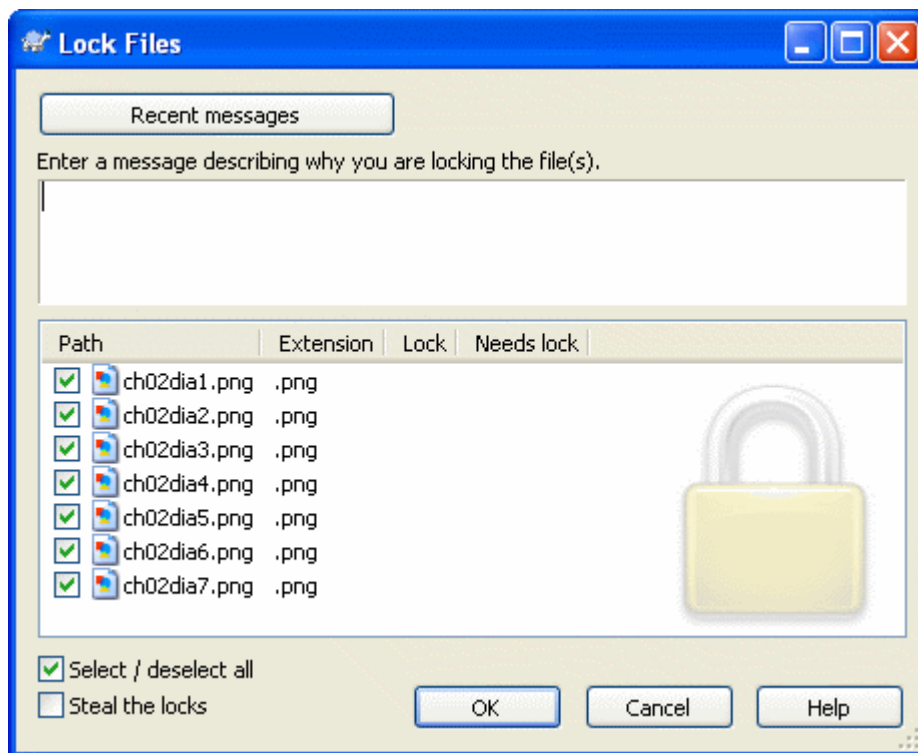 Lock Files
Recent messages
Enter a message describing why you are locking the file(s).
Path Extension Lock Needs lock
ch02dia1.png .png
ch02dia2.png .png
ch02dia3.png .png
ch02dia4.png .png
ch02dia5.png .png
ch02dia6.png .png
ch02dia7.png .png
Select / deselect all
Steal the locks
OK Cancel Help